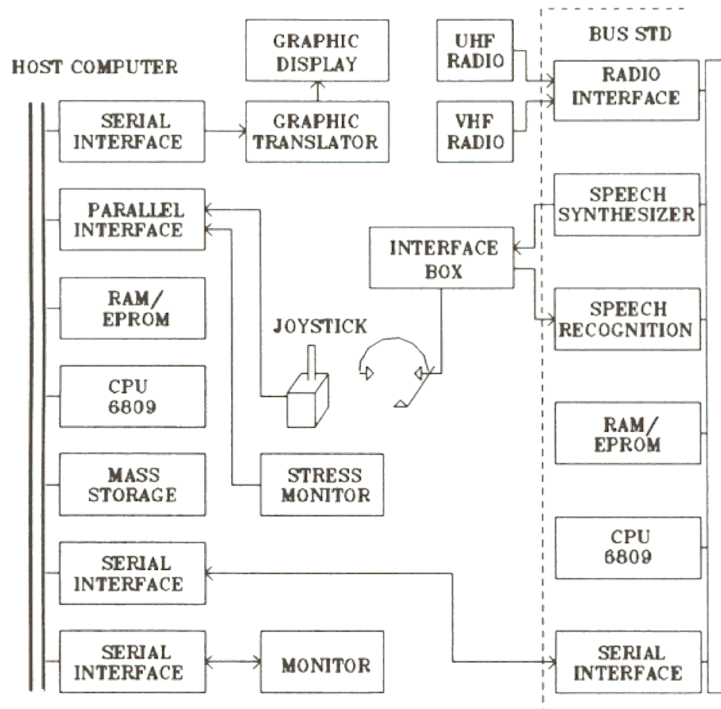 HOST COMPUTER
SERIAL
INTERFACE
PARALLEL
INTERFACE
RAM/
EPROM
CPU
6809
MASS
STORAGE
SERIAL
INTERFACE
SERIAL
INTERFACE
GRAPHIC
DISPLAY
GRAPHIC
TRANSLATOR
JOYSTICK
STRESS
MONITOR
MONITOR
UHF
RADIO
VHF
RADIO
INTERFACE
BOX
BUS STD
RADIO
INTERFACE
SPEECH
SYNTHESIZER
SPEECH
RECOGNITION
RAM/
EPROM
CPU
6809
SERIAL
INTERFACE